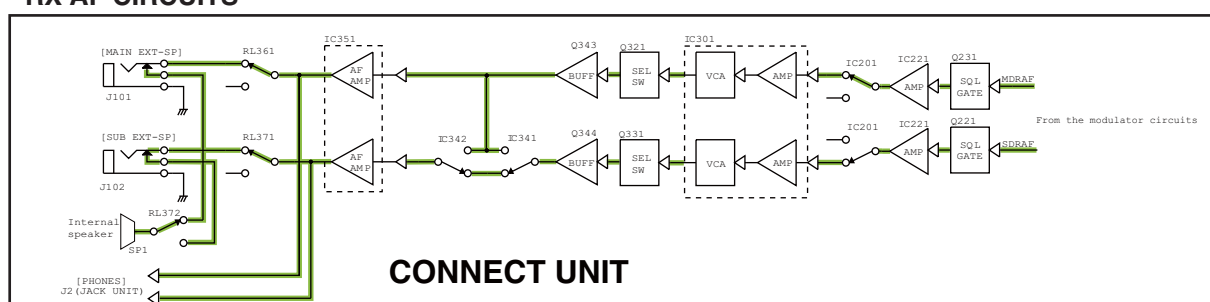 RX AF CIRCUITS
[MAIN EXT-SP]
RL361
IC351
Q343
Q321
IC301
IC201
IC221
Q231
AF
AMP
BUFF
SEL
SW
VCA
AMP
AMP
SQL
GATE
MDRAF
J101
From the modulator circuits
[SUB EXT-SP]
RL371
IC342
IC341
Q344
Q331
IC201
IC221
Q221
AF
AMP
BUFF
SEL
SW
VCA
AMP
AMP
SQL
GATE
SDRAF
J102
RL372
Internal
speaker
SP1
[PHONES]
J2(JACK UNIT)
CONNECT UNIT